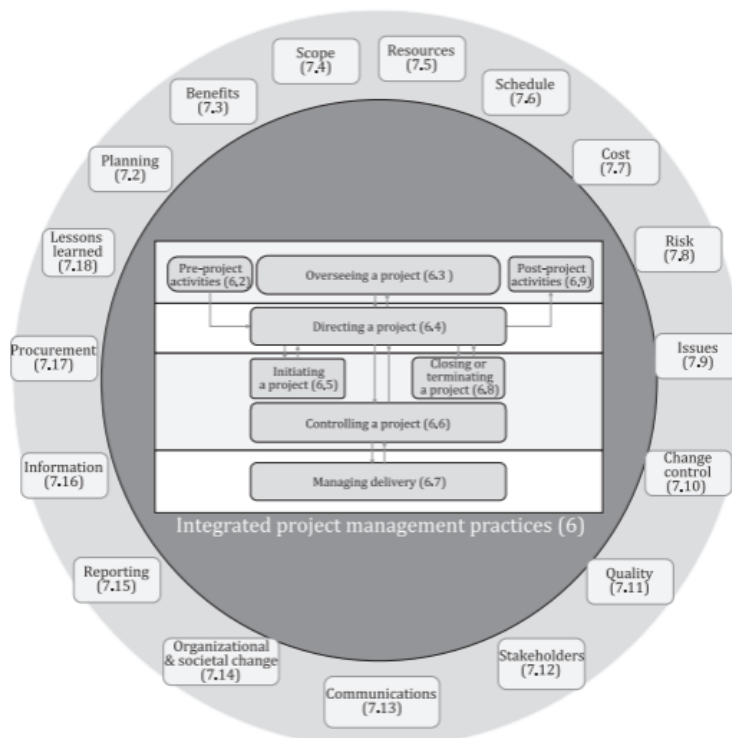 Scope
(7.4)
Resources
(7.5)
Schedule
(7.6)
Cost
(7.7)
Risk
(7.8)
Issues
(7.9)
Change
control
(7.10)
Quality
(7.11)
Stakeholders
(7.12)
Communications
(7.13)
Organizational
& societal change
(7.14)
Reporting
(7.15)
Information
(7.16)
Procurement
(7.17)
Lessons
learned
(7.18)
Planning
(7.2)
Benefits
(7.3)
Pre-project
activities (6.2)
Overseeing a project (6.3 )
Post-project
activities (6.9)
Directing a project (6.4)
Initiating
a project (6.5)
Closing or
terminating
a project (6.8)
Controlling a project (6.6)
Managing delivery (6.7)
Integrated project management practices (6)